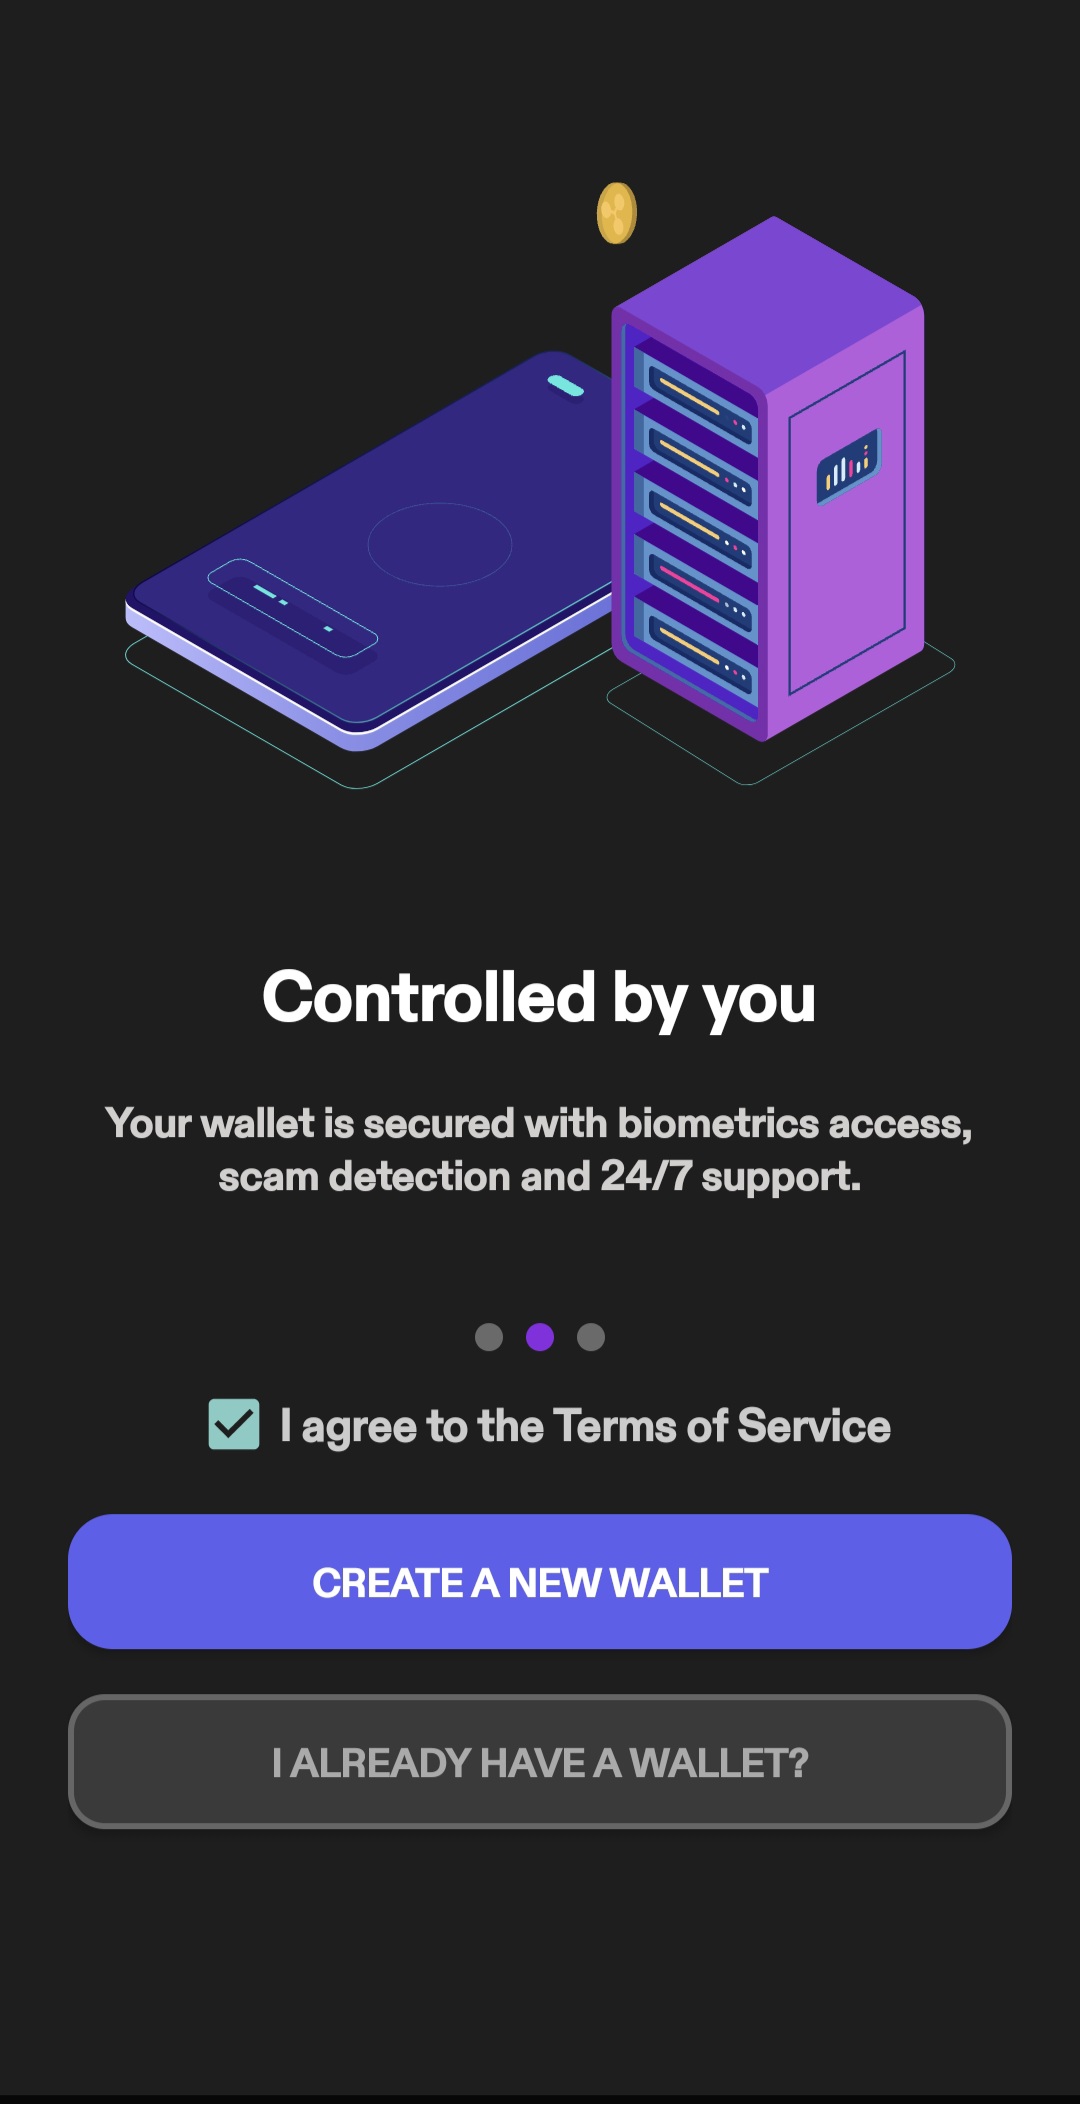 Controlled by you
Your wallet is secured with biometrics access,
scam detection and 24/7 support.
I agree to the Terms of Service
CREATE A NEW WALLET
I ALREADY HAVE A WALLET?